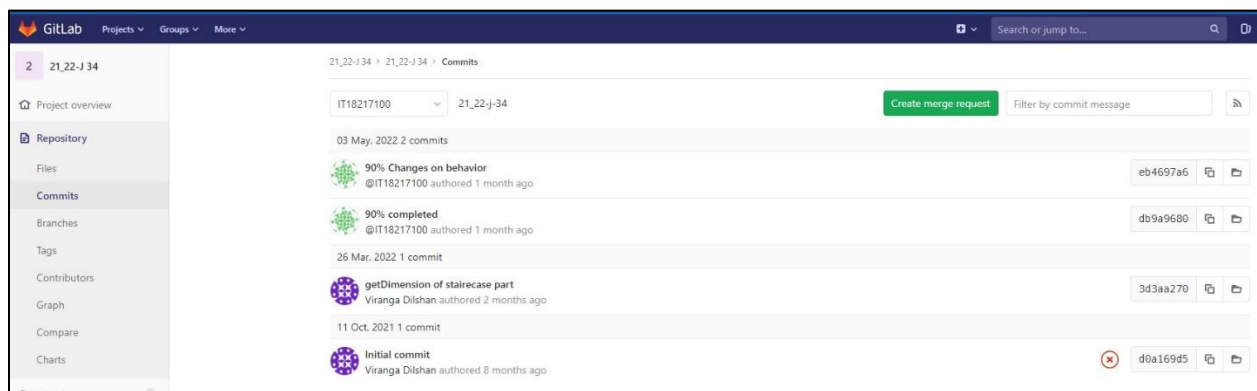 GitLab Projects Groups More Search or jump to...
2 21_22-J 34
Project overview
Repository
Files
Commits
Branches
Tags
Contributors
Graph
Compare
Charts
21_22-J 34 › 21_22-J 34 › Commits
IT18217100 21_22-j-34 Create merge request Filter by commit message
03 May, 2022 2 commits
90% Changes on behavior
@IT18217100 authored 1 month ago
eb4697a6
90% completed
@IT18217100 authored 1 month ago
db9a9680
26 Mar, 2022 1 commit
getDimension of stairecase part
Viranga Dilshan authored 2 months ago
3d3aa270
11 Oct, 2021 1 commit
Initial commit
Viranga Dilshan authored 8 months ago
d0a169d5